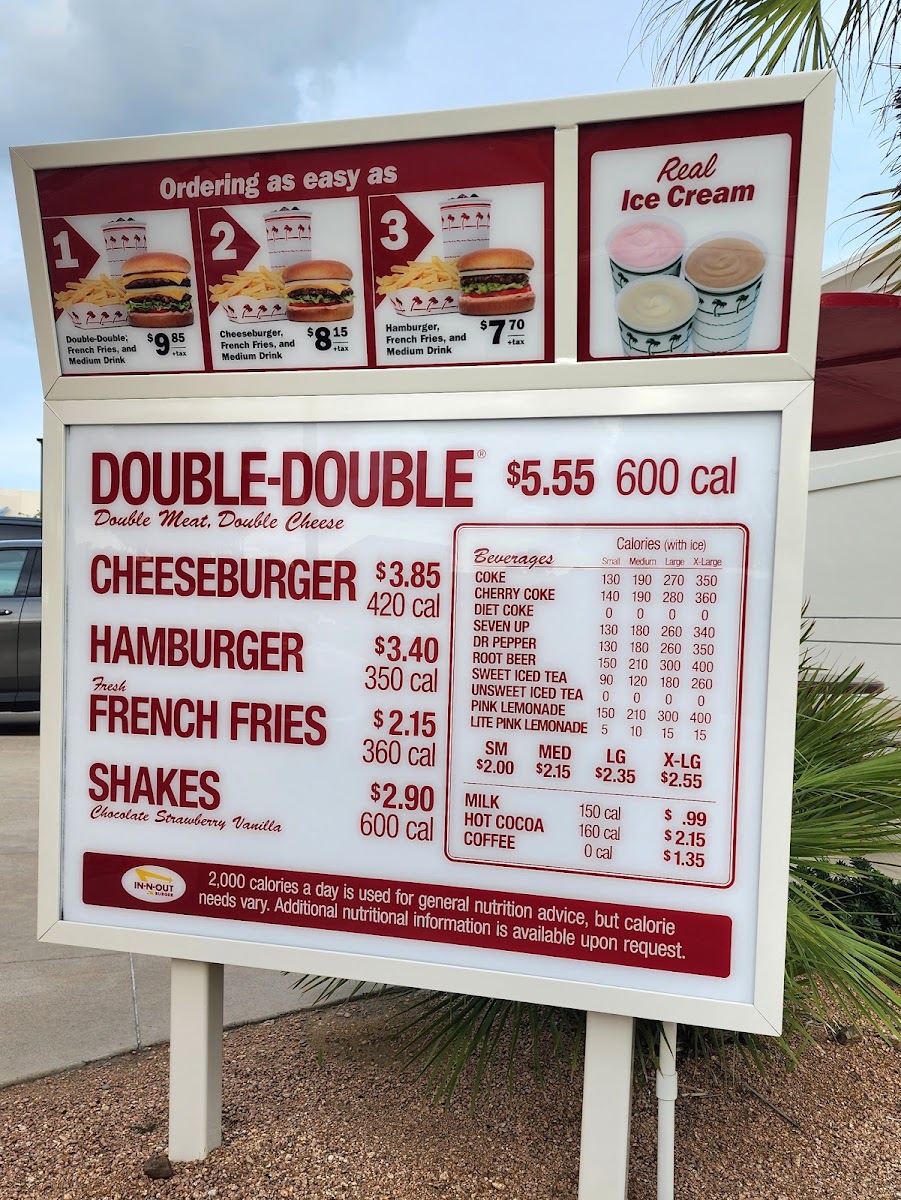 Ordering as easy as
1
Double-Double,
French Fries, and
Medium Drink
$9 85
+tax
2
Cheeseburger,
French Fries, and
Medium Drink
$8 15
+tax
3
Hamburger,
French Fries, and
Medium Drink
$7 70
+tax
Real
Ice Cream
DOUBLE-DOUBLE® $5.55 600 cal
Double Meat, Double Cheese
CHEESEBURGER $3.85
420 cal
HAMBURGER $3.40
350 cal
Fresh
FRENCH FRIES $2.15
360 cal
SHAKES $2.90
Chocolate Strawberry Vanilla 600 cal
Calories (with ice)
Beverages Small Medium Large X-Large
COKE 130 190 270 350
CHERRY COKE 140 190 280 360
DIET COKE 0 0 0 0
SEVEN UP 130 180 260 340
DR PEPPER 130 180 260 350
ROOT BEER 150 210 300 400
SWEET ICED TEA 90 120 180 260
UNSWEET ICED TEA 0 0 0 0
PINK LEMONADE 150 210 300 400
LITE PINK LEMONADE 5 10 15 15
SM MED LG X-LG
$2.00 $2.15 $2.35 $2.55
MILK 150 cal $ .99
HOT COCOA 160 cal $2.15
COFFEE 0 cal $1.35
IN-N-OUT
BURGER
2,000 calories a day is used for general nutrition advice, but calorie
needs vary. Additional nutritional information is available upon request.